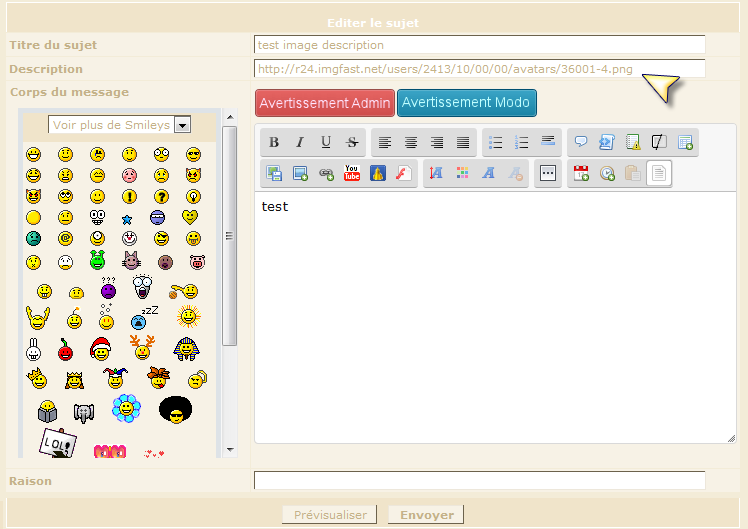 Editer le sujet
Titre du sujet
test image description
Description
http://r24.imgfast.net/users/2413/10/00/00/avatars/36001-4.png
Corps du message
Avertissement Admin
Avertissement Modo
Voir plus de Smileys
B I U S
You Tube
A A A
test
zZZ
LOL!
Raison
Prévisualiser
Envoyer